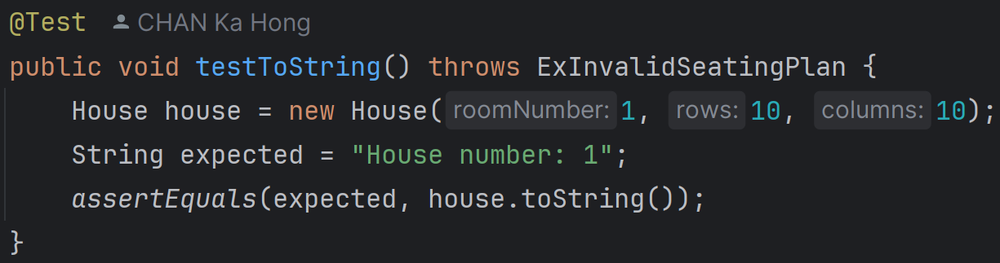 @Test CHAN Ka Hong
public void testToString() throws ExInvalidSeatingPlan {
House house = new House( roomNumber: 1, rows: 10, columns: 10);
String expected = "House number: 1";
assertEquals(expected, house.toString());
}